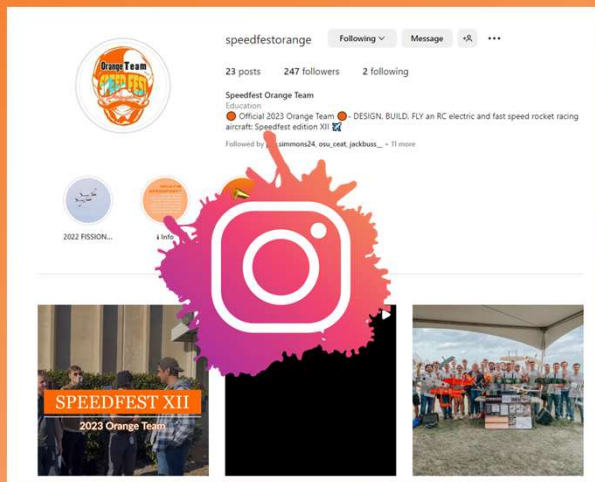 speedfestorange
Following
Message
23 posts
247 followers
2 following
Orange Team
SPEED FEST
Speedfest Orange Team
Education
Official 2023 Orange Team - DESIGN, BUILD, FLY an RC electric and fast speed rocket racing
aircraft: Speedfest edition XII
Followed by simmons24, osu_ceat, jackbuss_ + 11 more
2022 FISSION...
Info
SPEEDFEST XII
2023 Orange Team